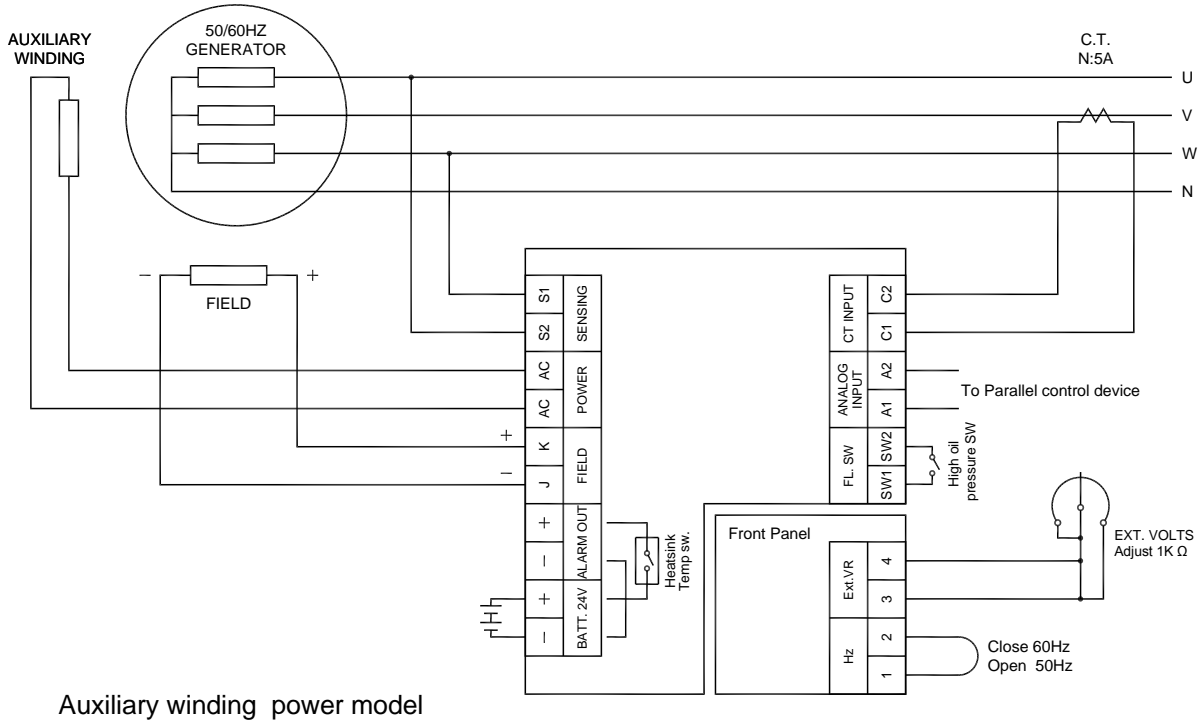 AUXILIARY
WINDING
50/60HZ
GENERATOR
C.T.
N:5A
U
V
W
N
− FIELD +
S1
S2
SENSING
AC
AC
POWER
+
−
K
J
FIELD
+
−
ALARM OUT
+
−
BATT. 24V
Heatsink
Temp sw.
CT INPUT
C2
C1
ANALOG
INPUT
A2
A1
To Parallel control device
FL. SW
SW2
SW1
High oil
pressure SW
Front Panel
Ext.VR
4
3
Hz
2
1
EXT. VOLTS
Adjust 1K Ω
Close 60Hz
Open 50Hz
Auxiliary winding power model